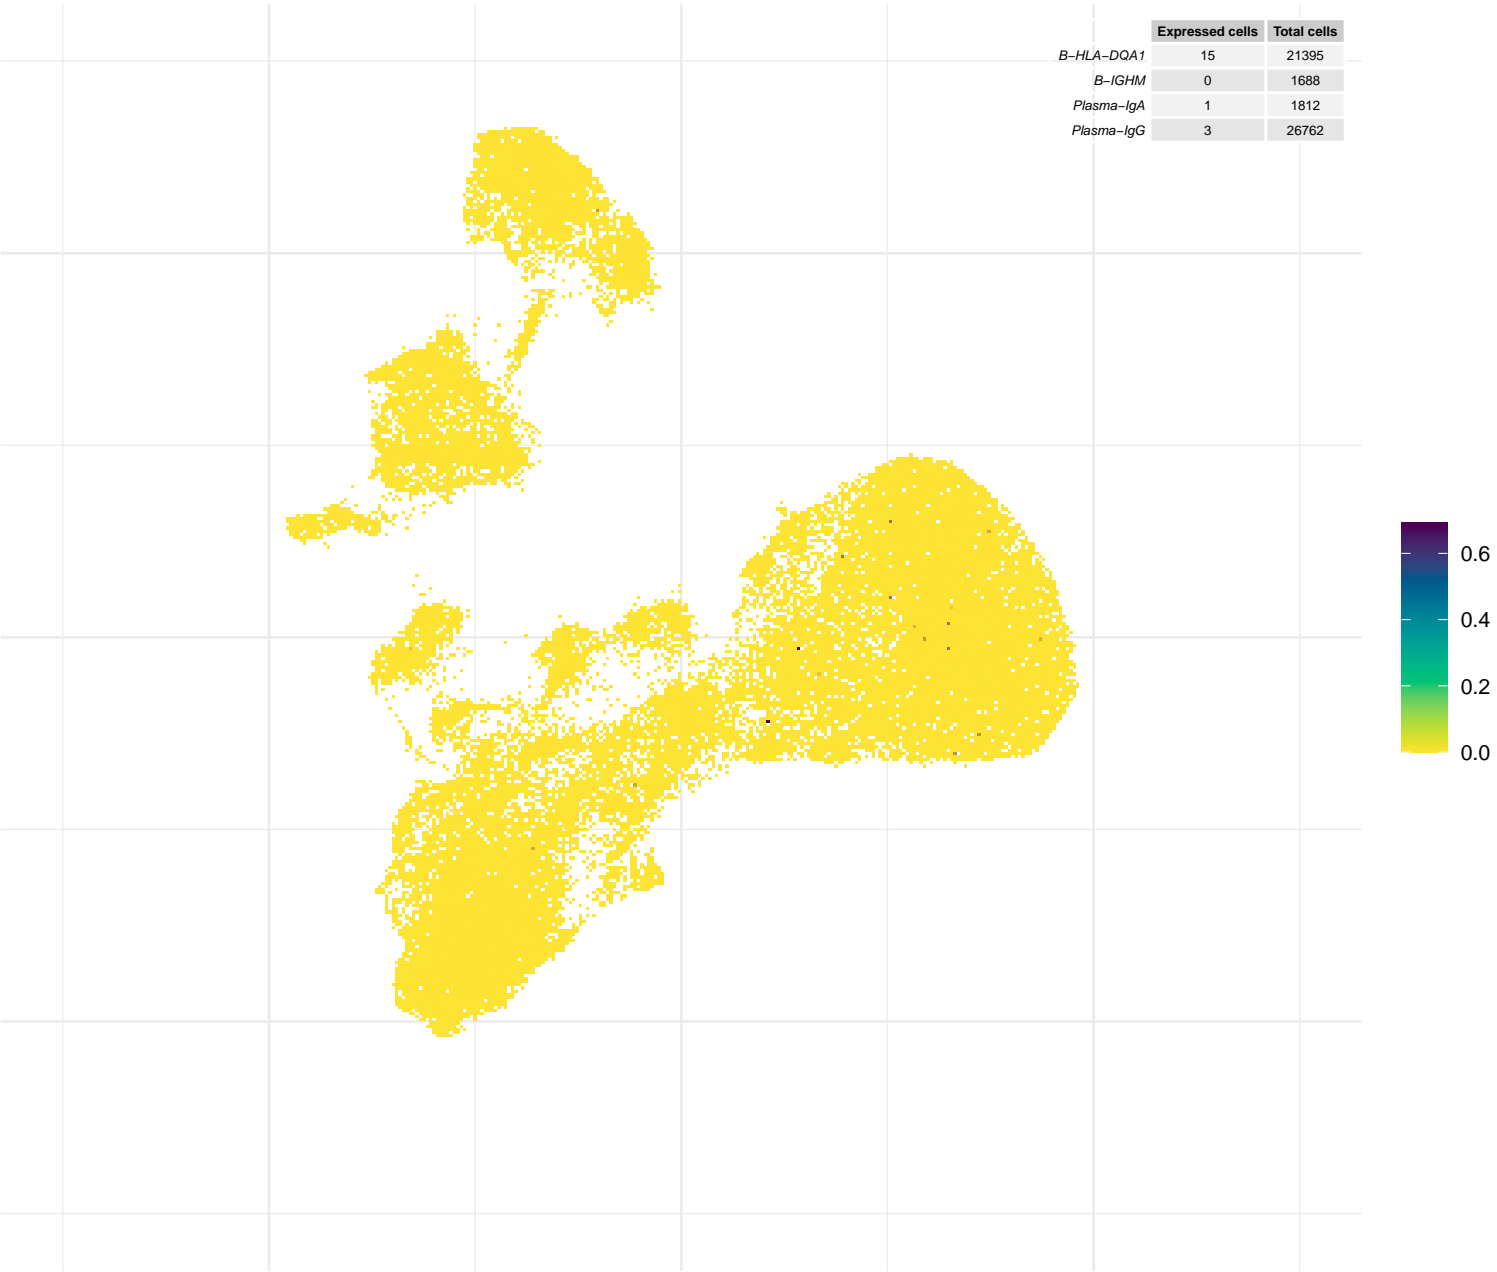 Expressed cells Total cells
B−HLA−DQA1 15 21395
B−IGHM 0 1688
Plasma−IgA 1 1812
Plasma−IgG 3 26762
0.6
0.4
0.2
0.0